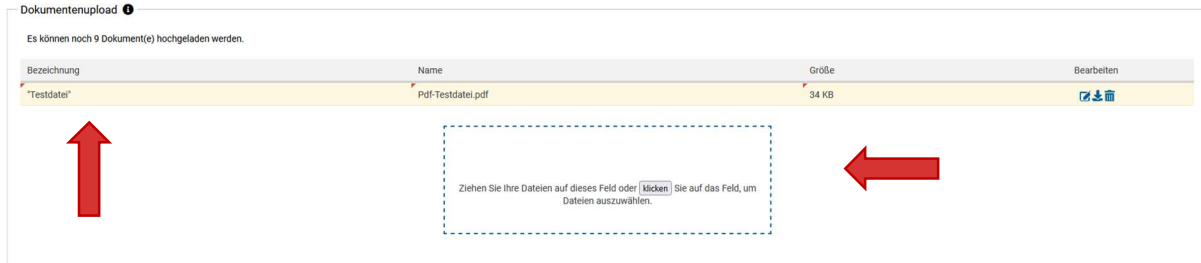 Dokumentenupload
Es können noch 9 Dokument(e) hochgeladen werden.
Bezeichnung Name Größe Bearbeiten
"Testdatei" Pdf-Testdatei.pdf 34 KB
Ziehen Sie Ihre Dateien auf dieses Feld oder klicken Sie auf das Feld, um
Dateien auszuwählen.